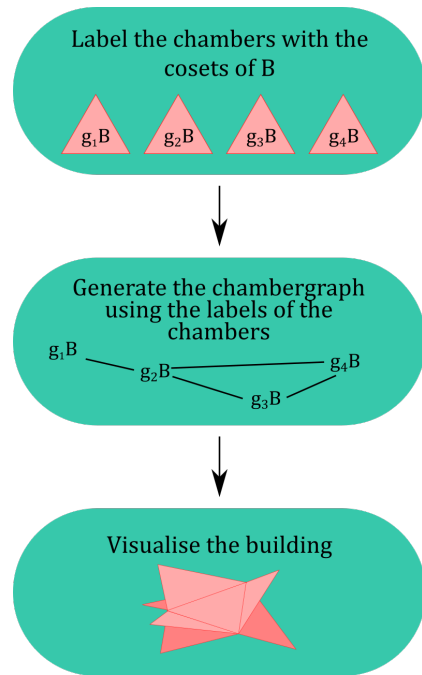 Label the chambers with the
cosets of B
g₁B g₂B g₃B g₄B
Generate the chambergraph
using the labels of the
chambers
g₁B
g₂B
g₄B
g₃B
Visualise the building